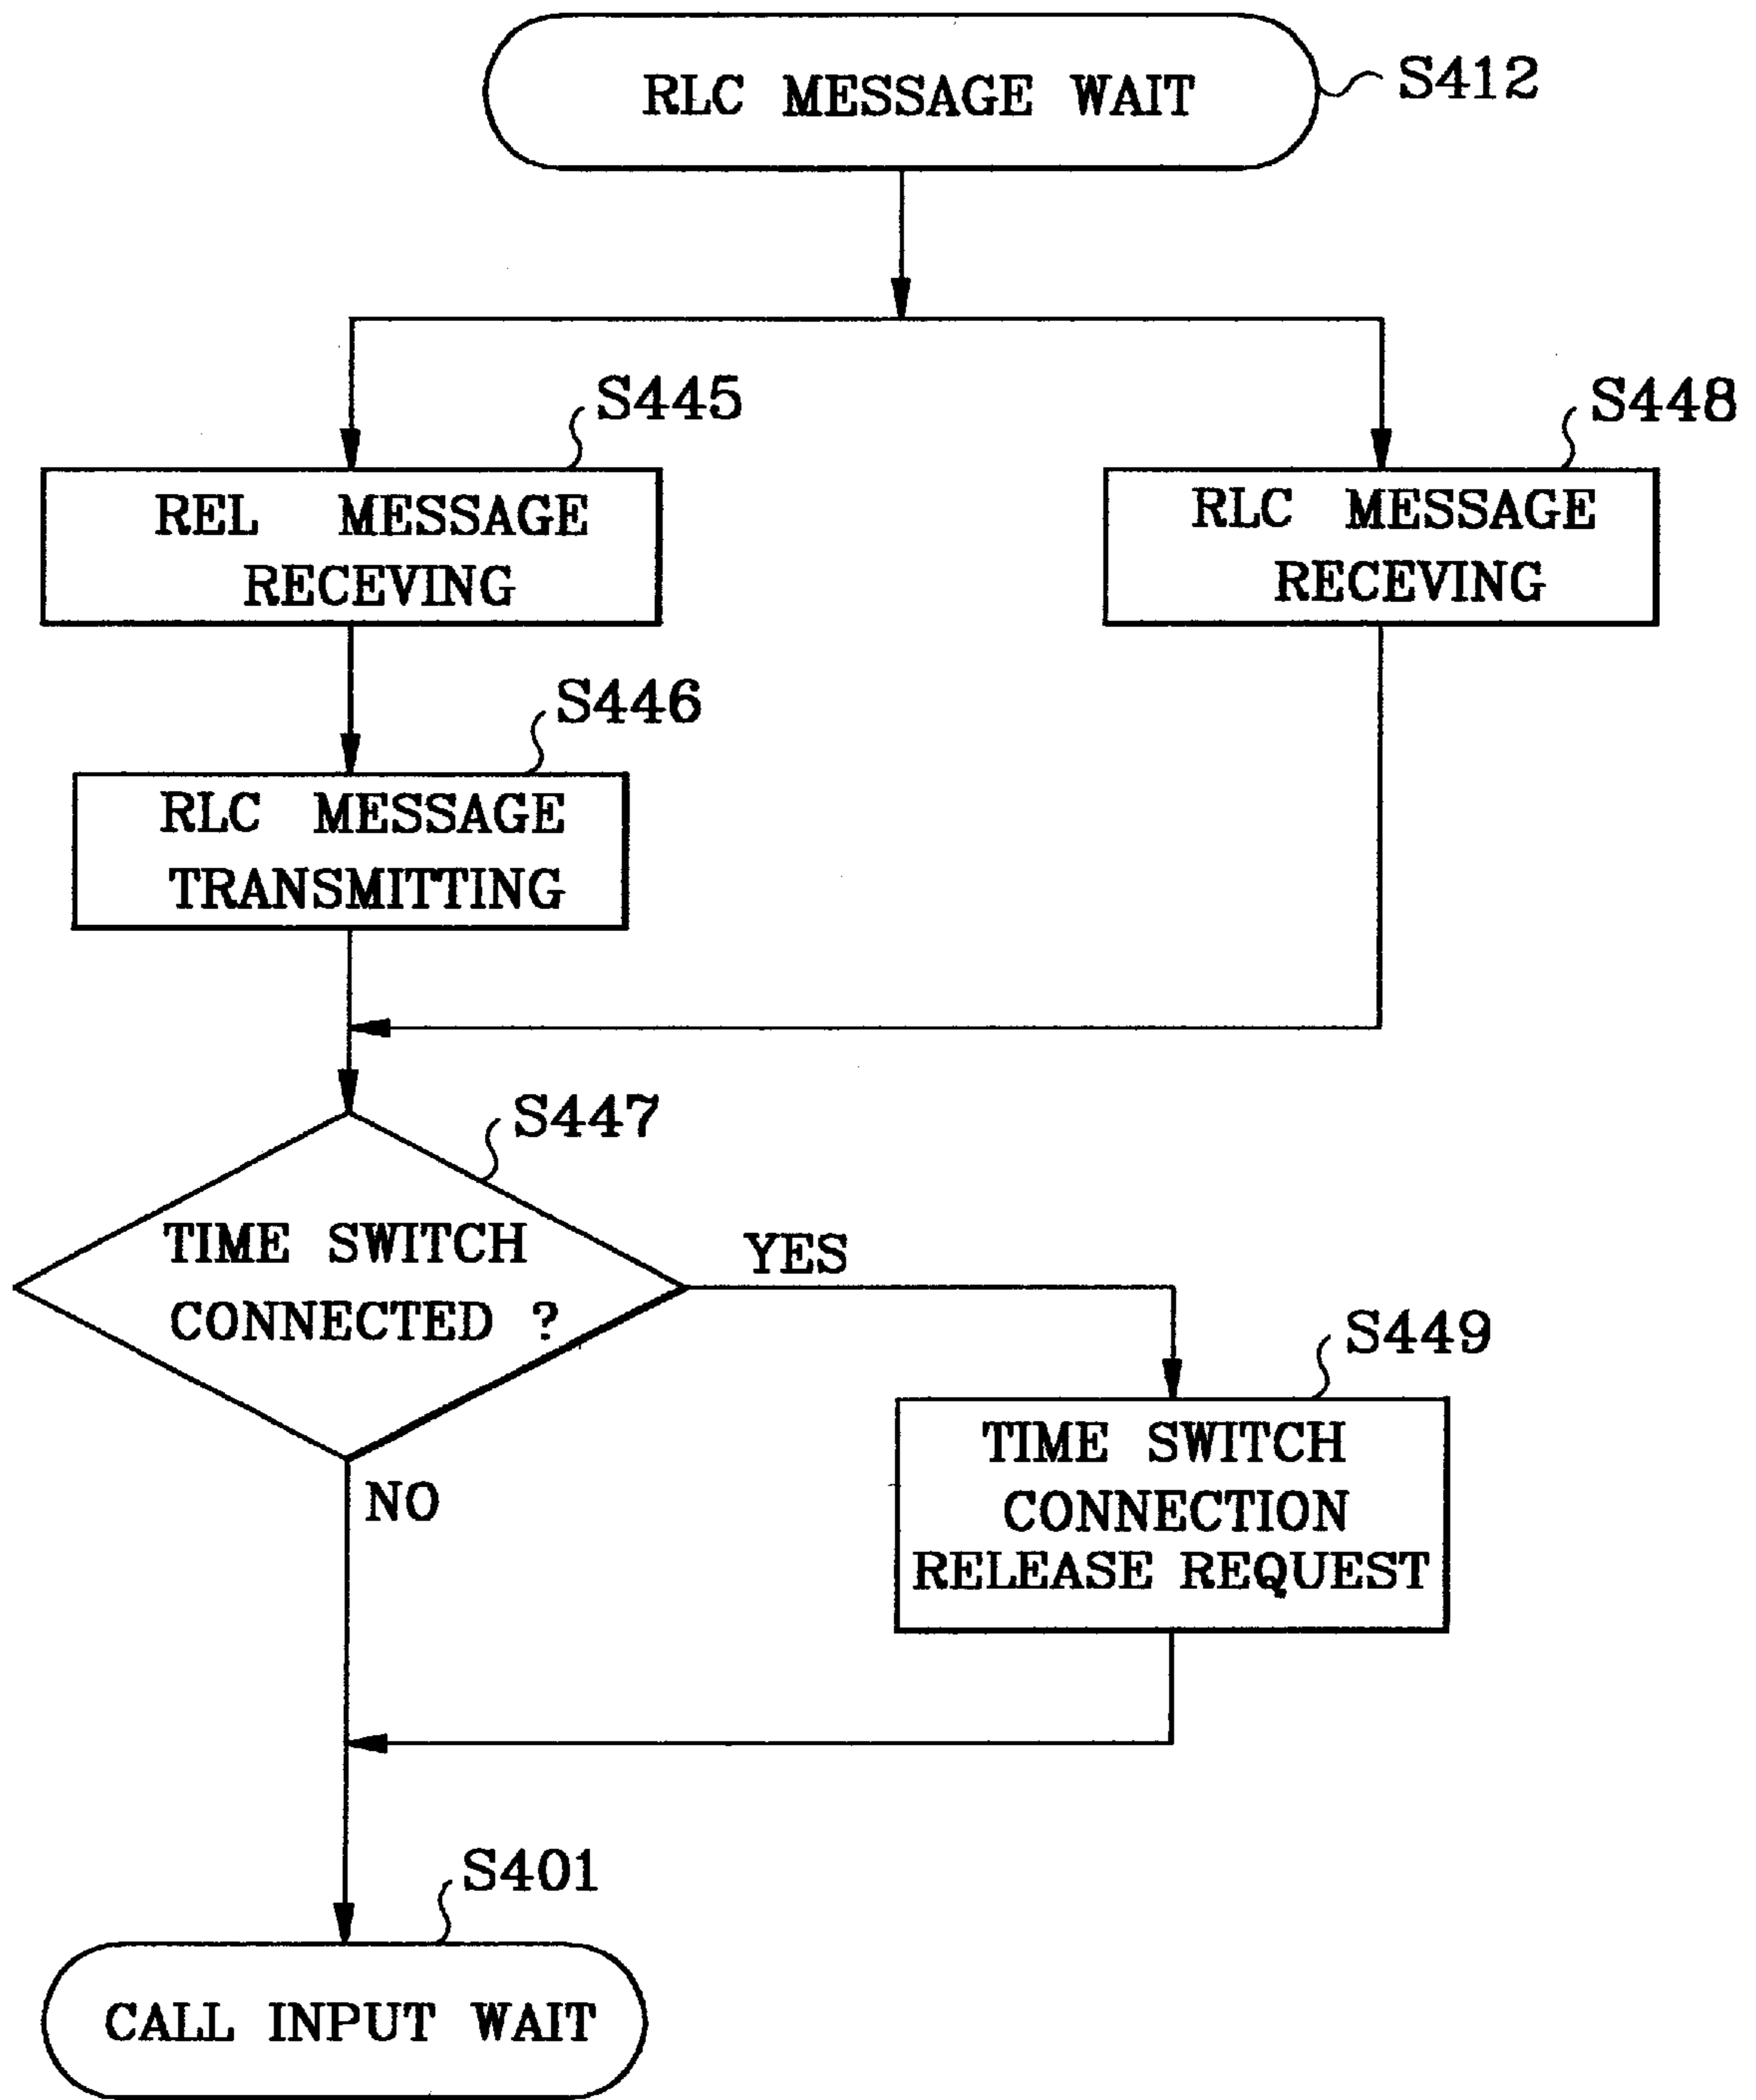 RLC MESSAGE WAIT
S412
S445
S448
REL MESSAGE
RECEVING
RLC MESSAGE
RECEVING
S446
RLC MESSAGE
TRANSMITTING
S447
TIME SWITCH
CONNECTED ?
YES
NO
S449
TIME SWITCH
CONNECTION
RELEASE REQUEST
S401
CALL INPUT WAIT